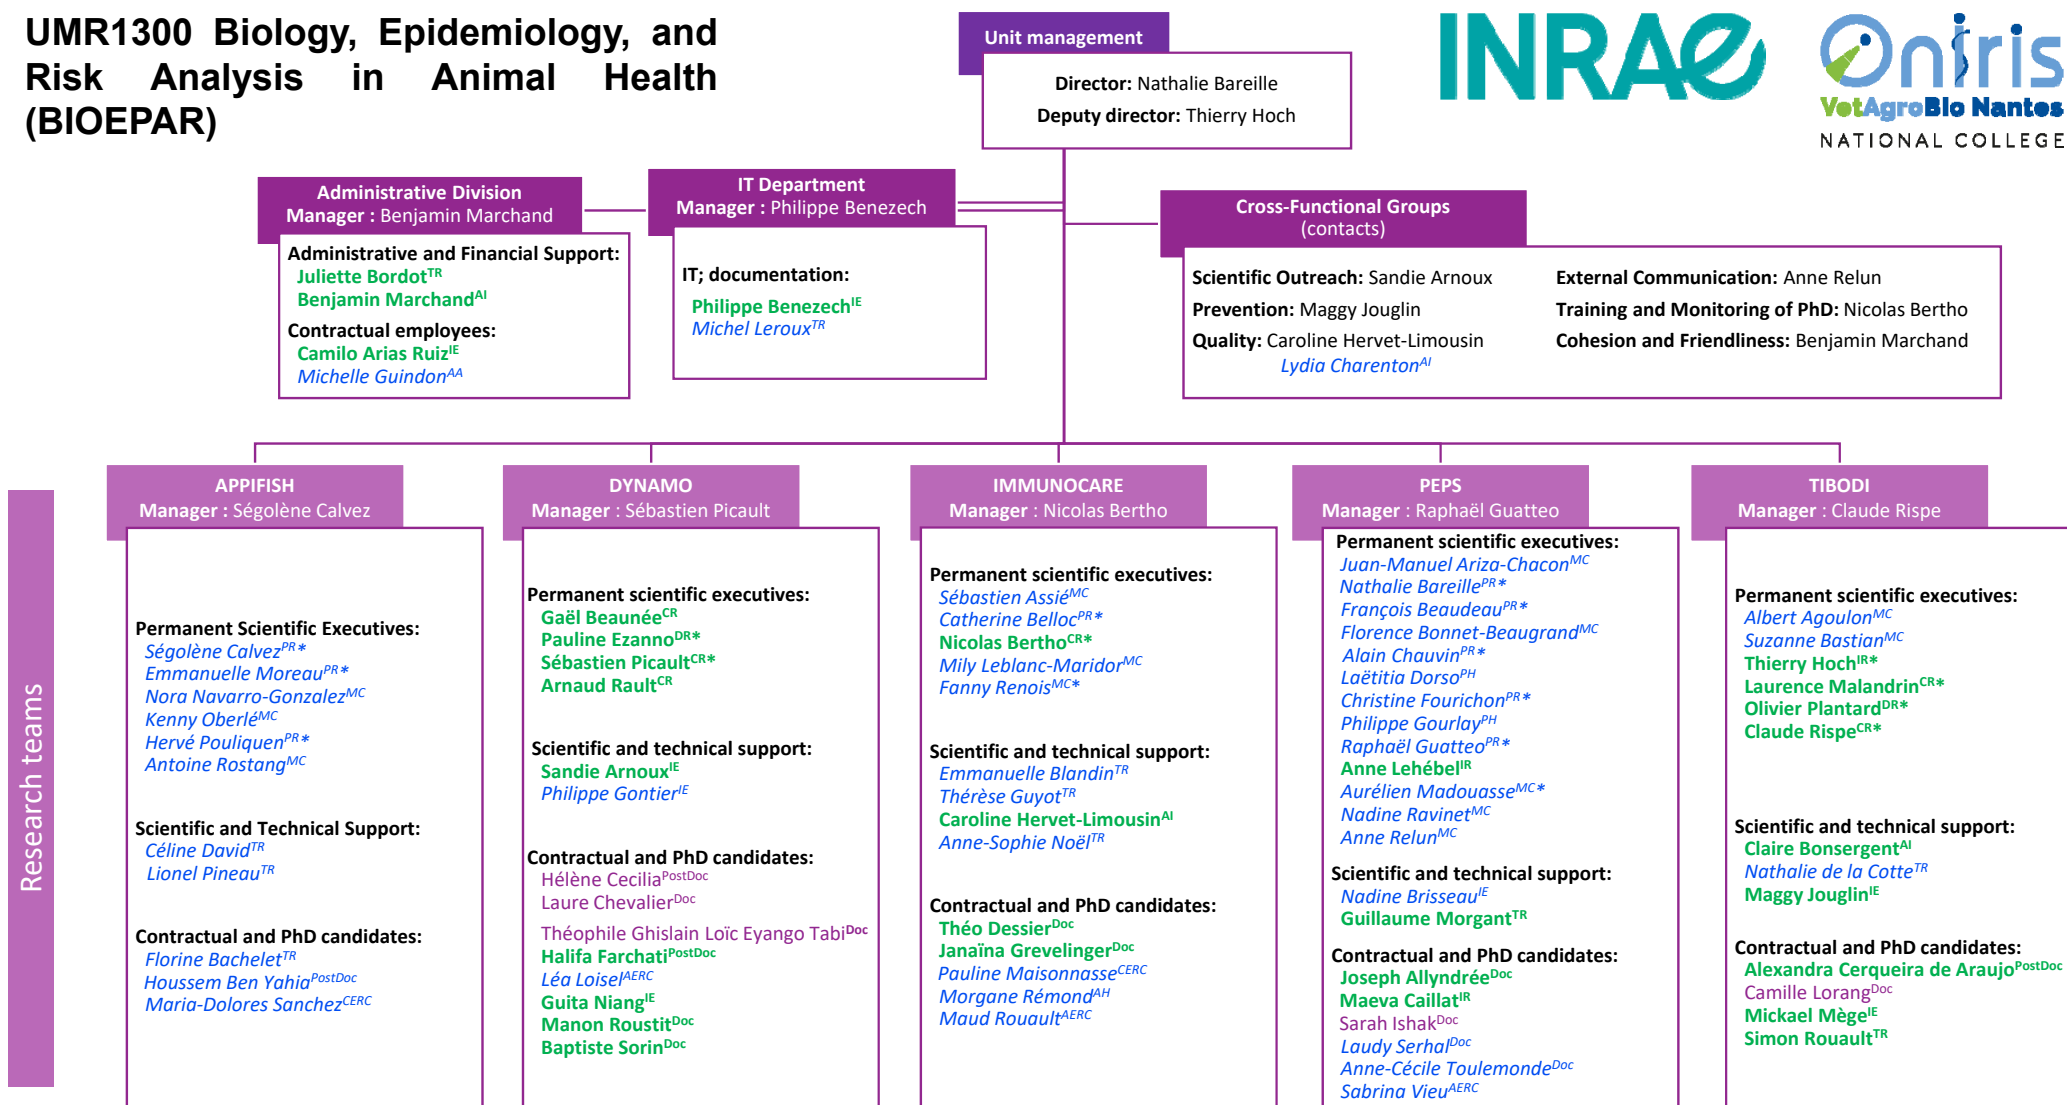 UMR1300 Biology, Epidemiology, and
Risk Analysis in Animal Health
(BIOEPAR)
Unit management
Director: Nathalie Bareille
Deputy director: Thierry Hoch
INRAE
Oniris
VetAgroBio Nantes
NATIONAL COLLEGE
Administrative Division
Manager : Benjamin Marchand
Administrative and Financial Support:
Juliette BordotTR
Benjamin MarchandAI
Contractual employees:
Camilo Arias RuizIE
Michelle GuindonAA
IT Department
Manager : Philippe Benezech
IT; documentation:
Philippe BenezechIE
Michel LerouxTR
Cross-Functional Groups
(contacts)
Scientific Outreach: Sandie Arnoux
Prevention: Maggy Jouglin
Quality: Caroline Hervet-Limousin
Lydia CharentonAI
External Communication: Anne Relun
Training and Monitoring of PhD: Nicolas Bertho
Cohesion and Friendliness: Benjamin Marchand
Research teams
APPIFISH
Manager : Ségolène Calvez
Permanent Scientific Executives:
Ségolène CalvezPR*
Emmanuelle MoreauPR*
Nora Navarro-GonzalezMC
Kenny OberléMC
Hervé PouliquenPR*
Antoine RostangMC
Scientific and Technical Support:
Céline DavidTR
Lionel PineauTR
Contractual and PhD candidates:
Florine BacheletTR
Houssem Ben YahiaPostDoc
Maria-Dolores SanchezCERC
DYNAMO
Manager : Sébastien Picault
Permanent scientific executives:
Gaël BeaunéeCR
Pauline EzannoDR*
Sébastien PicaultCR*
Arnaud RaultCR
Scientific and technical support:
Sandie ArnouxIE
Philippe GontierIE
Contractual and PhD candidates:
Hélène CeciliaPostDoc
Laure ChevalierDoc
Théophile Ghislain Loïc Eyango TabiDoc
Halifa FarchatiPostDoc
Léa LoiselAERC
Guita NiangIE
Manon RoustitDoc
Baptiste SorinDoc
IMMUNOCARE
Manager : Nicolas Bertho
Permanent scientific executives:
Sébastien AssiéMC
Catherine BellocPR*
Nicolas BerthoCR*
Mily Leblanc-MaridorMC
Fanny RenoisMC*
Scientific and technical support:
Emmanuelle BlandinTR
Thérèse GuyotTR
Caroline Hervet-LimousinAI
Anne-Sophie NoëlTR
Contractual and PhD candidates:
Théo DessierDoc
Janaïna GrevelingerDoc
Pauline MaisonnasseCERC
Morgane RémondAH
Maud RouaultAERC
PEPS
Manager : Raphaël Guatteo
Permanent scientific executives:
Juan-Manuel Ariza-ChaconMC
Nathalie BareillePR*
François BeaudeauPR*
Florence Bonnet-BeaugrandMC
Alain ChauvinPR*
Laëtitia DorsoPH
Christine FourichonPR*
Philippe GourlayPH
Raphaël GuatteoPR*
Anne LehébelIR
Aurélien MadouasseMC*
Nadine RavinetMC
Anne RelunMC
Scientific and technical support:
Nadine BrisseauIE
Guillaume MorgantTR
Contractual and PhD candidates:
Joseph AllyndréeDoc
Maeva CaillatIR
Sarah IshakDoc
Laudy SerhalDoc
Anne-Cécile ToulemondeDoc
Sabrina VieuAERC
TIBODI
Manager : Claude Rispe
Permanent scientific executives:
Albert AgoulonMC
Suzanne BastianMC
Thierry HochIR*
Laurence MalandrinCR*
Olivier PlantardDR*
Claude RispeCR*
Scientific and technical support:
Claire BonsergentAI
Nathalie de la CotteTR
Maggy JouglinIE
Contractual and PhD candidates:
Alexandra Cerqueira de AraujoPostDoc
Camille LorangDoc
Mickael MègeIE
Simon RouaultTR